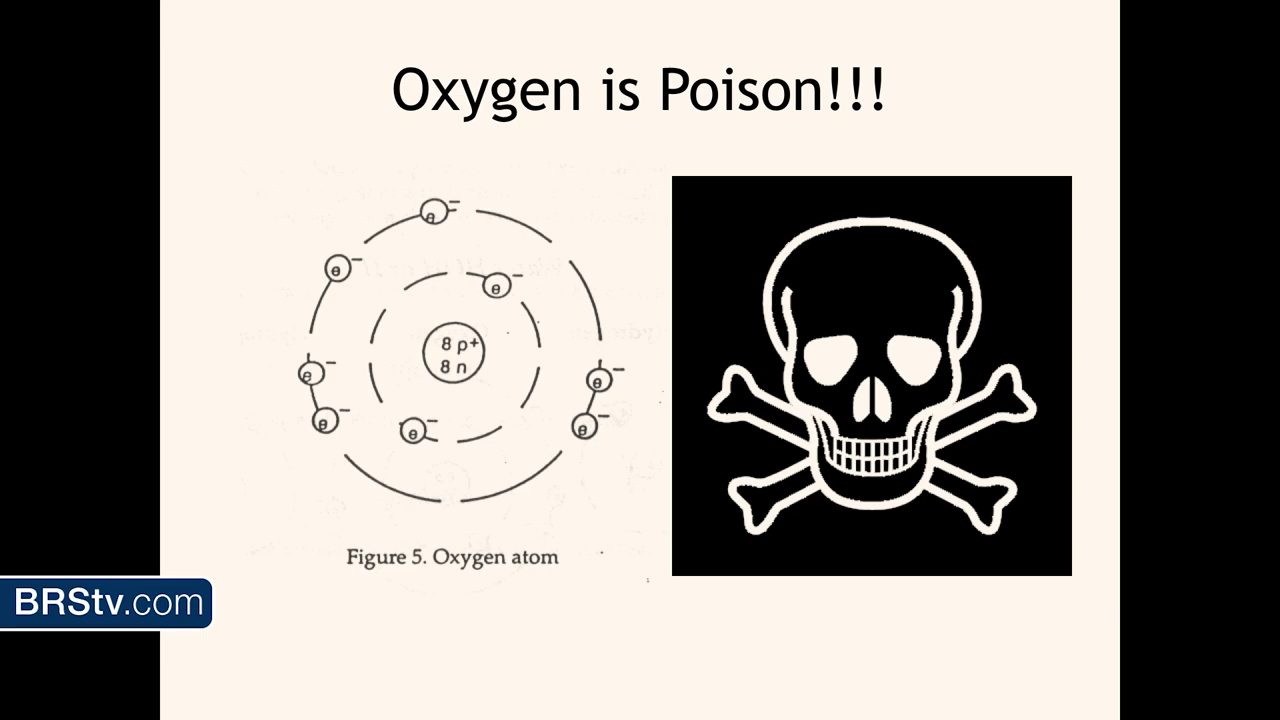 Oxygen is Poison!!!
e−
e−
e−
8 p+
8 n
e−
e−
e−
e−
e−
Figure 5. Oxygen atom
BRStv.com